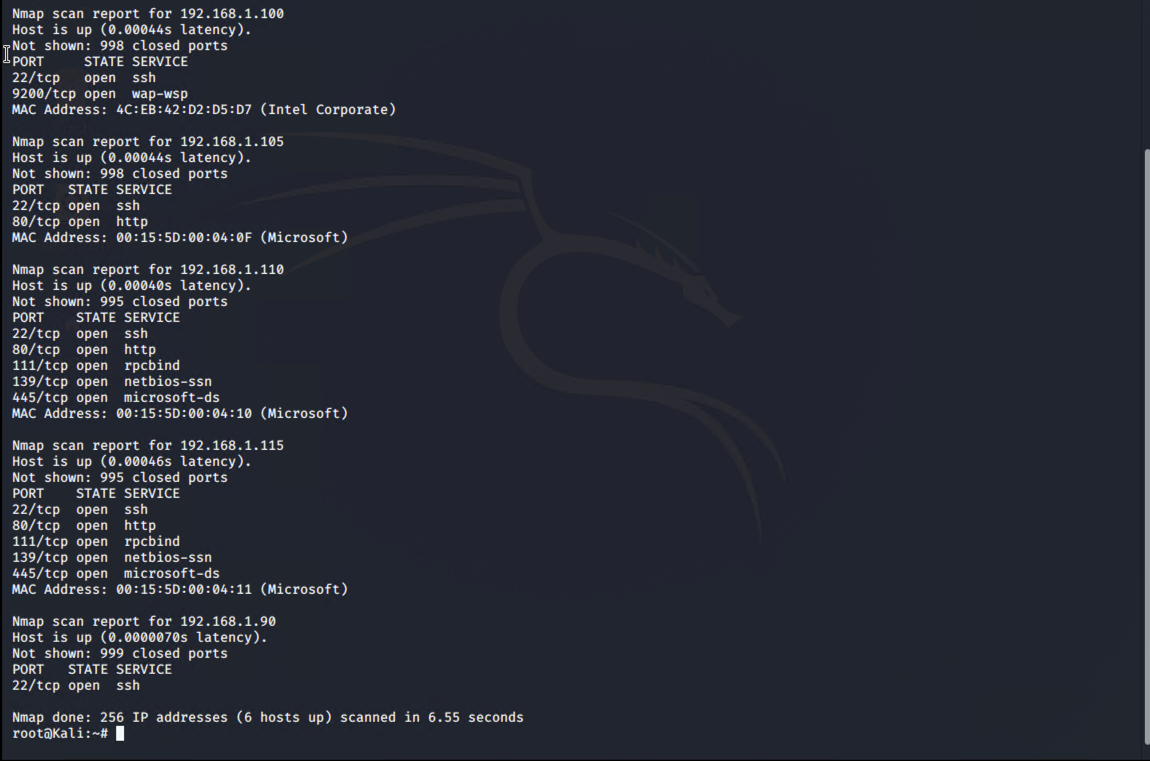 Nmap scan report for 192.168.1.100
Host is up (0.00044s latency).
Not shown: 998 closed ports
PORT     STATE SERVICE
22/tcp   open  ssh
9200/tcp open  wap-wsp
MAC Address: 4C:EB:42:D2:D5:D7 (Intel Corporate)

Nmap scan report for 192.168.1.105
Host is up (0.00044s latency).
Not shown: 998 closed ports
PORT   STATE SERVICE
22/tcp open  ssh
80/tcp open  http
MAC Address: 00:15:5D:00:04:0F (Microsoft)

Nmap scan report for 192.168.1.110
Host is up (0.00040s latency).
Not shown: 995 closed ports
PORT    STATE SERVICE
22/tcp  open  ssh
80/tcp  open  http
111/tcp open  rpcbind
139/tcp open  netbios-ssn
445/tcp open  microsoft-ds
MAC Address: 00:15:5D:00:04:10 (Microsoft)

Nmap scan report for 192.168.1.115
Host is up (0.00046s latency).
Not shown: 995 closed ports
PORT    STATE SERVICE
22/tcp  open  ssh
80/tcp  open  http
111/tcp open  rpcbind
139/tcp open  netbios-ssn
445/tcp open  microsoft-ds
MAC Address: 00:15:5D:00:04:11 (Microsoft)

Nmap scan report for 192.168.1.90
Host is up (0.0000070s latency).
Not shown: 999 closed ports
PORT   STATE SERVICE
22/tcp open  ssh

Nmap done: 256 IP addresses (6 hosts up) scanned in 6.55 seconds
root@Kali:~#